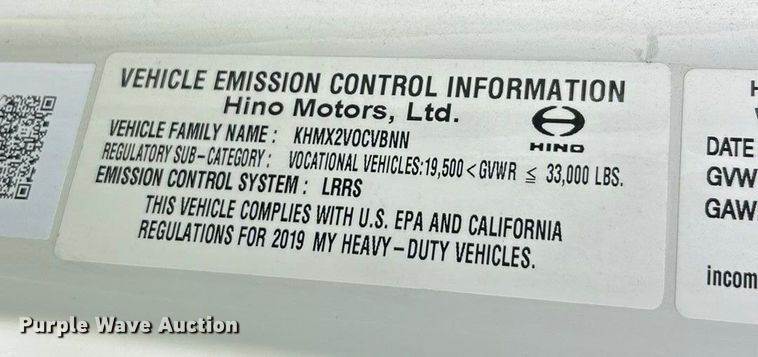 VEHICLE EMISSION CONTROL INFORMATION
Hino Motors, Ltd.
HINO
VEHICLE FAMILY NAME : KHMX2VOCVBNN
REGULATORY SUB-CATEGORY : VOCATIONAL VEHICLES:19,500 < GVWR ≤ 33,000 LBS.
EMISSION CONTROL SYSTEM : LRRS
THIS VEHICLE COMPLIES WITH U.S. EPA AND CALIFORNIA
REGULATIONS FOR 2019 MY HEAVY-DUTY VEHICLES.
DATE
GVW
GAW
incom
Purple Wave Auction